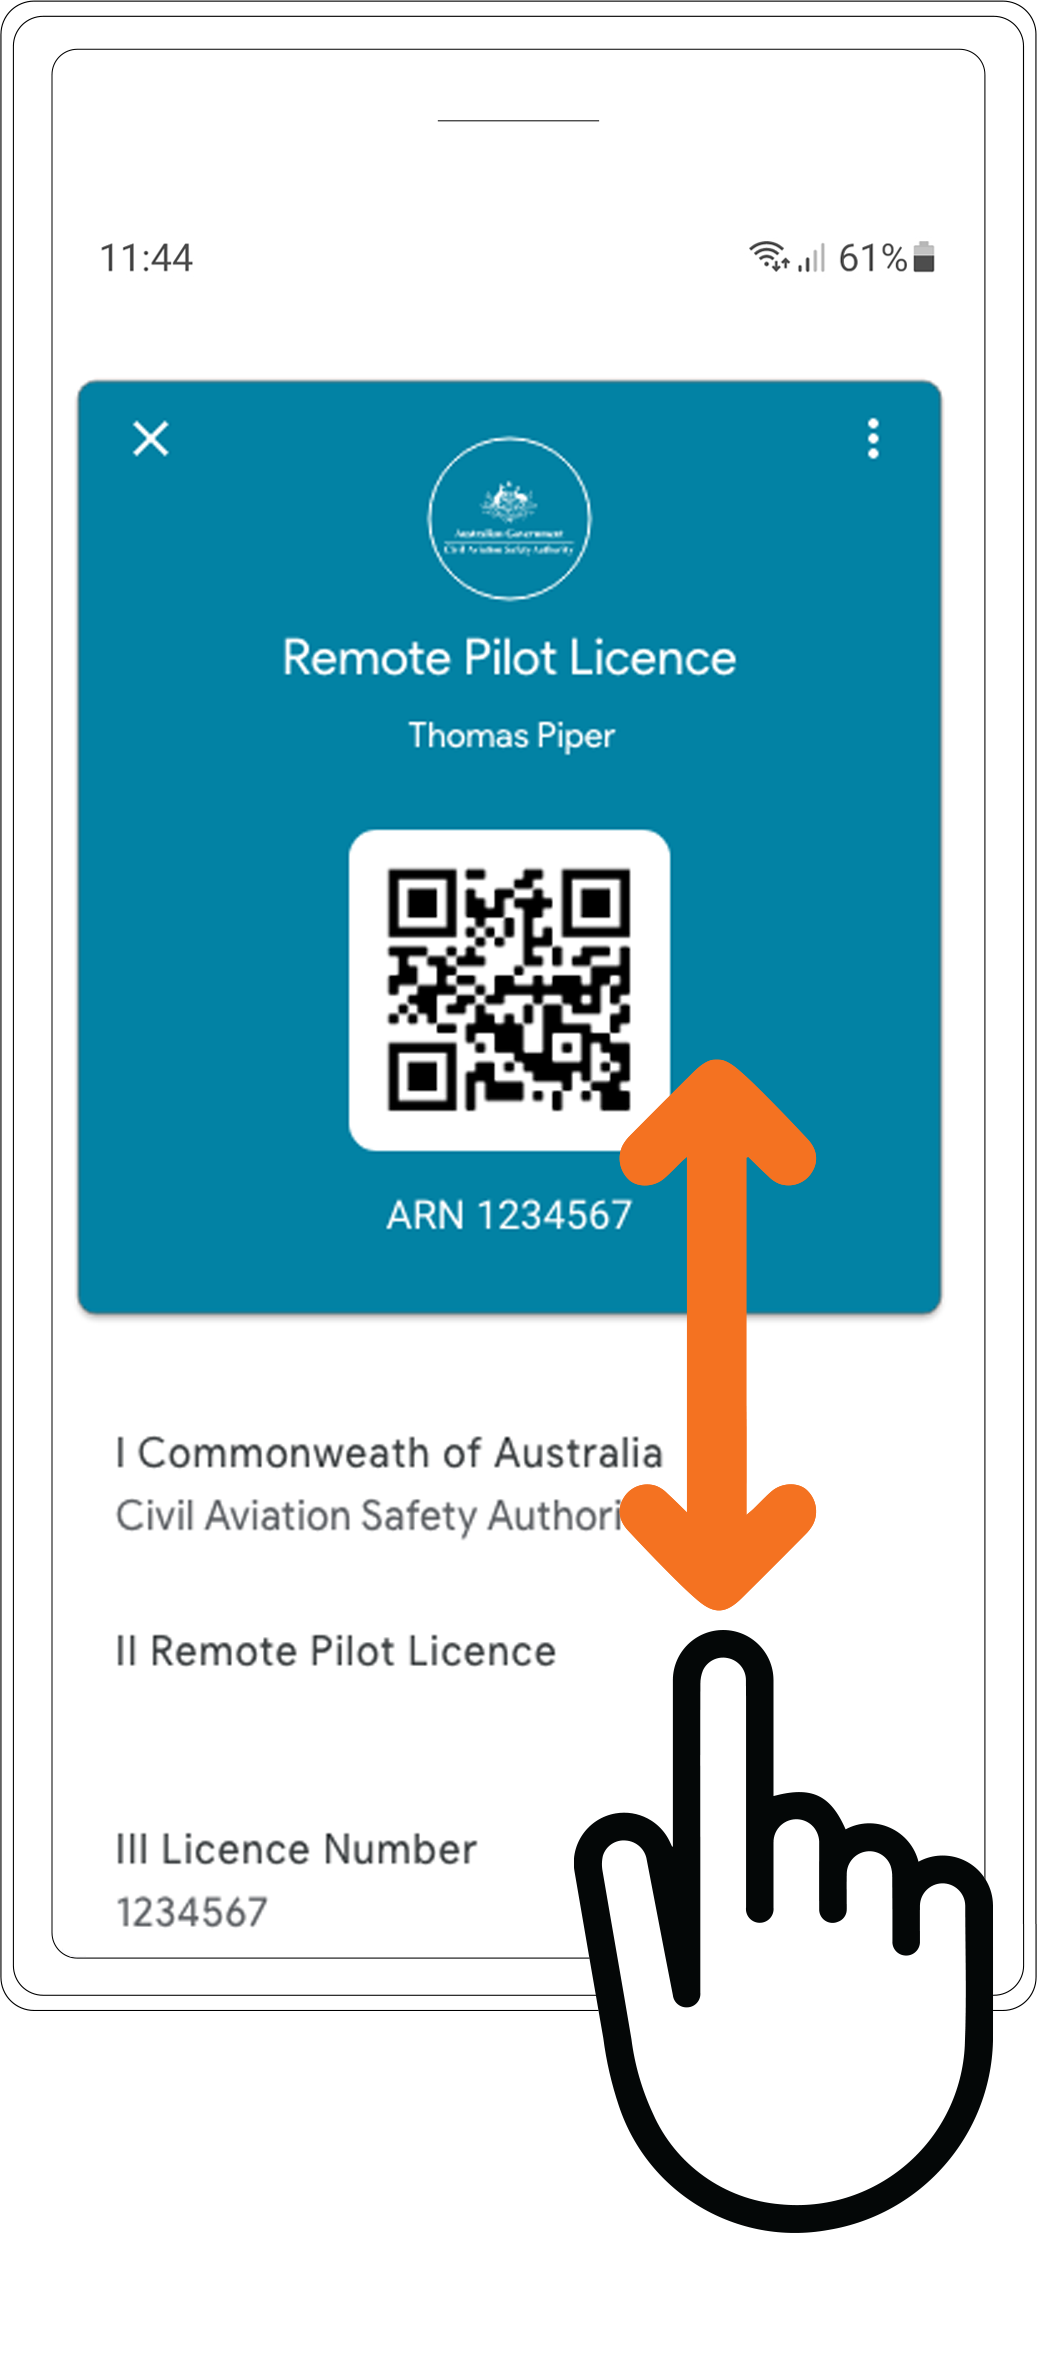 11:44
61%
Australian Government
Civil Aviation Safety Authority
Remote Pilot Licence
Thomas Piper
ARN 1234567
I Commonweath of Australia
Civil Aviation Safety Authori
II Remote Pilot Licence
III Licence Number
1234567